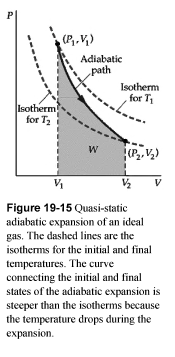 P
(P₁, V₁)
Adiabatic
path
Isotherm
for T₁
Isotherm
for T₂
(P₂, V₂)
W
V₁ V₂ V
Figure 19-15 Quasi-static
adiabatic expansion of an ideal
gas. The dashed lines are the
isotherms for the initial and final
temperatures. The curve
connecting the initial and final
states of the adiabatic expansion is
steeper than the isotherms because
the temperature drops during the
expansion.